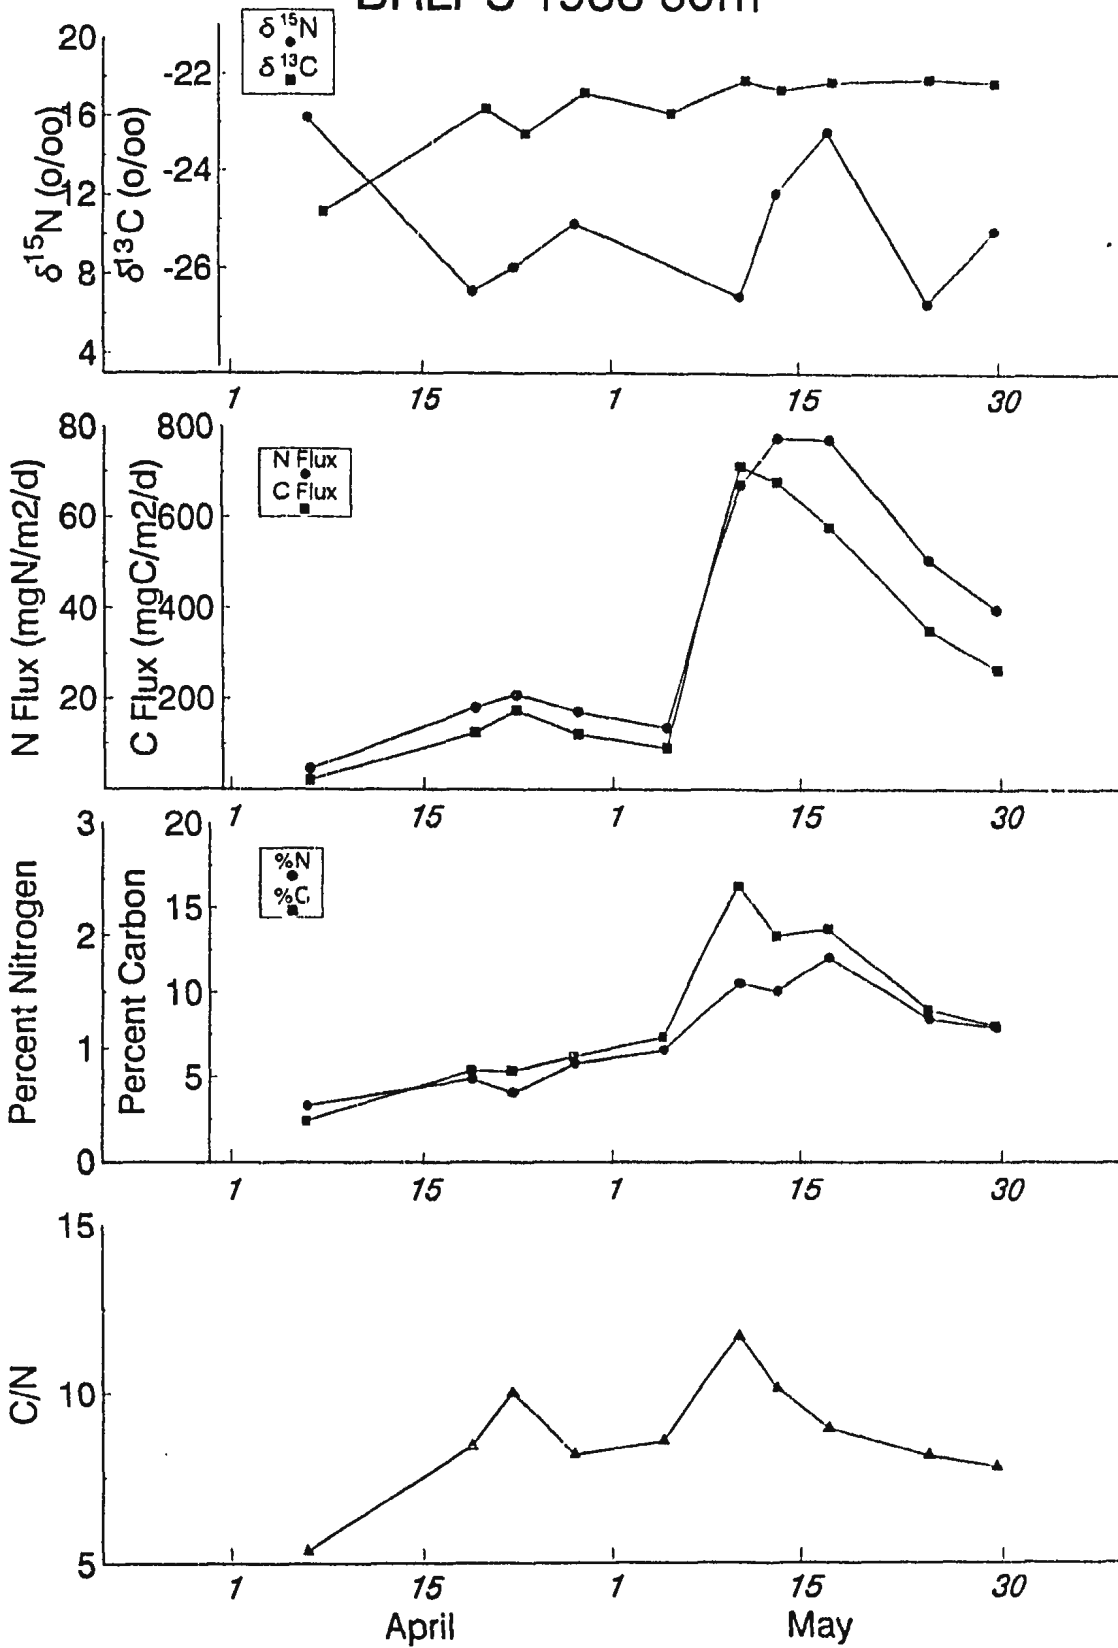 20
16
12
8
4
δ15N (o/oo)
δ13C (o/oo)
-22
-24
-26
δ 15N
δ 13C
1 15 1 15 30
80
60
40
20
N Flux (mgN/m2/d)
C Flux (mgC/m2/d)
800
600
400
200
N Flux
C Flux
1 15 1 15 30
3
2
1
0
Percent Nitrogen
Percent Carbon
20
15
10
5
%N
%C
1 15 1 15 30
15
10
5
C/N
1 15 1 15 30
April May